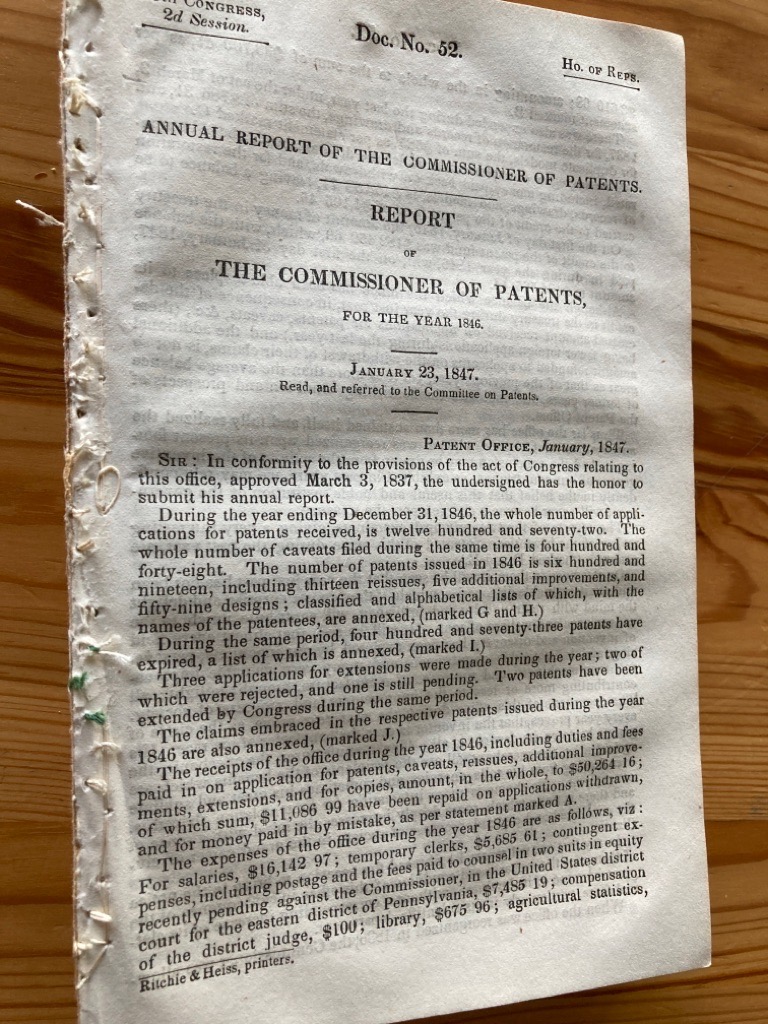 CONGRESS,
2d Session.
Doc. No. 52.
Ho. of Reps.
ANNUAL REPORT OF THE COMMISSIONER OF PATENTS.
REPORT
OF
THE COMMISSIONER OF PATENTS,
FOR THE YEAR 1846.
January 23, 1847.
Read, and referred to the Committee on Patents.
Patent Office, January, 1847.
Sir: In conformity to the provisions of the act of Congress relating to
this office, approved March 3, 1837, the undersigned has the honor to
submit his annual report.
During the year ending December 31, 1846, the whole number of appli-
cations for patents received, is twelve hundred and seventy-two. The
whole number of caveats filed during the same time is four hundred and
forty-eight. The number of patents issued in 1846 is six hundred and
nineteen, including thirteen reissues, five additional improvements, and
fifty-nine designs; classified and alphabetical lists of which, with the
names of the patentees, are annexed, (marked G and H.)
During the same period, four hundred and seventy-three patents have
expired, a list of which is annexed, (marked I.)
Three applications for extensions were made during the year; two of
which were rejected, and one is still pending. Two patents have been
extended by Congress during the same period.
The claims embraced in the respective patents issued during the year
1846 are also annexed, (marked J.)
The receipts of the office during the year 1846, including duties and fees
paid in on application for patents, caveats, reissues, additional improve-
ments, extensions, and for copies, amount, in the whole, to $50,264 16;
of which sum, $11,086 99 have been repaid on applications withdrawn,
and for money paid in by mistake, as per statement marked A.
The expenses of the office during the year 1846 are as follows, viz:
For salaries, $16,142 97; temporary clerks, $5,685 61; contingent ex-
penses, including postage and the fees paid to counsel in two suits in equity
recently pending against the Commissioner, in the United States district
court for the eastern district of Pennsylvania, $7,485 19; compensation
of the district judge, $100; library, $675 96; agricultural statistics,
Ritchie & Heiss, printers.